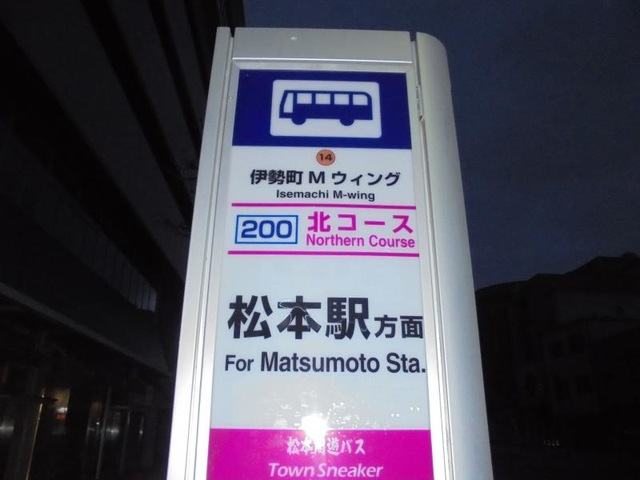 14
伊勢町 M ウィング
Isemachi M-wing
200 北コース
Northern Course
松本駅方面
For Matsumoto Sta.
松本周遊バス
Town Sneaker